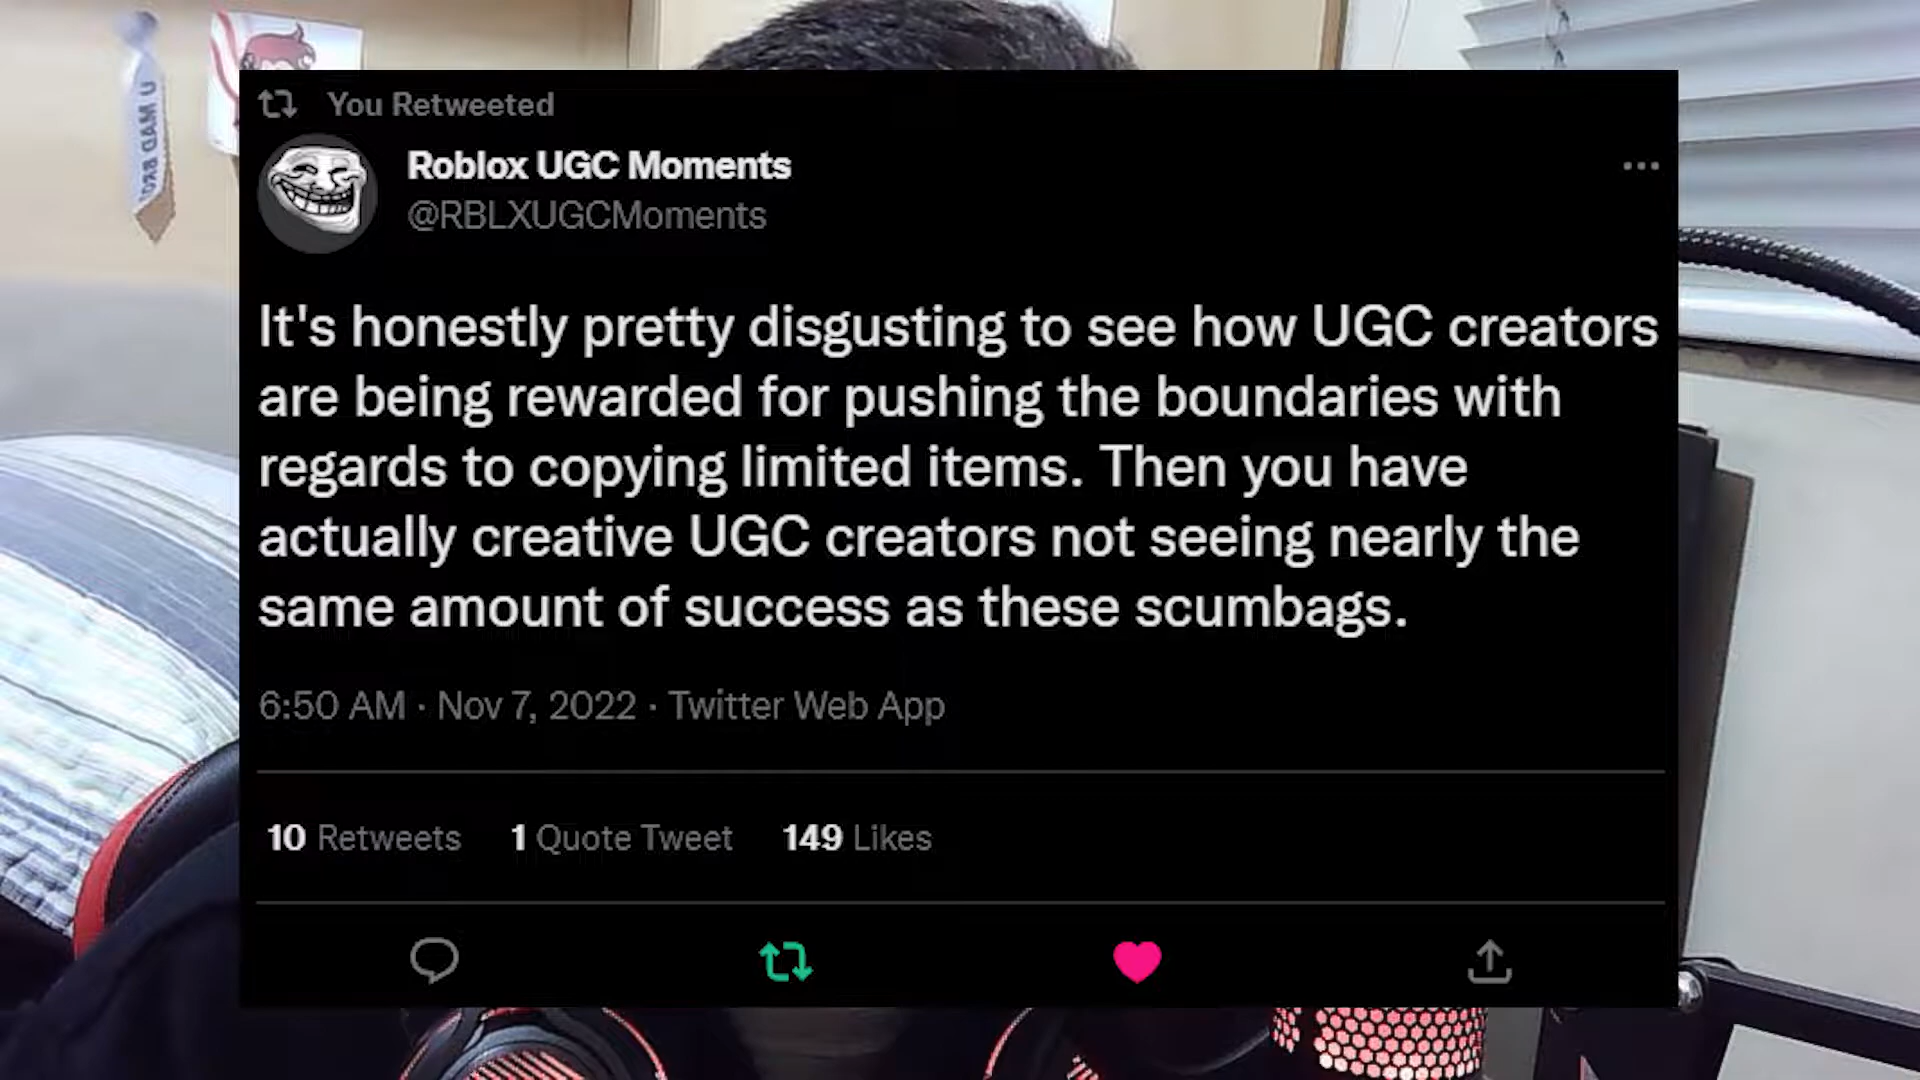 U MAD BRO?
You Retweeted
Roblox UGC Moments
@RBLXUGCMoments
It's honestly pretty disgusting to see how UGC creators
are being rewarded for pushing the boundaries with
regards to copying limited items. Then you have
actually creative UGC creators not seeing nearly the
same amount of success as these scumbags.
6:50 AM · Nov 7, 2022 · Twitter Web App
10 Retweets 1 Quote Tweet 149 Likes